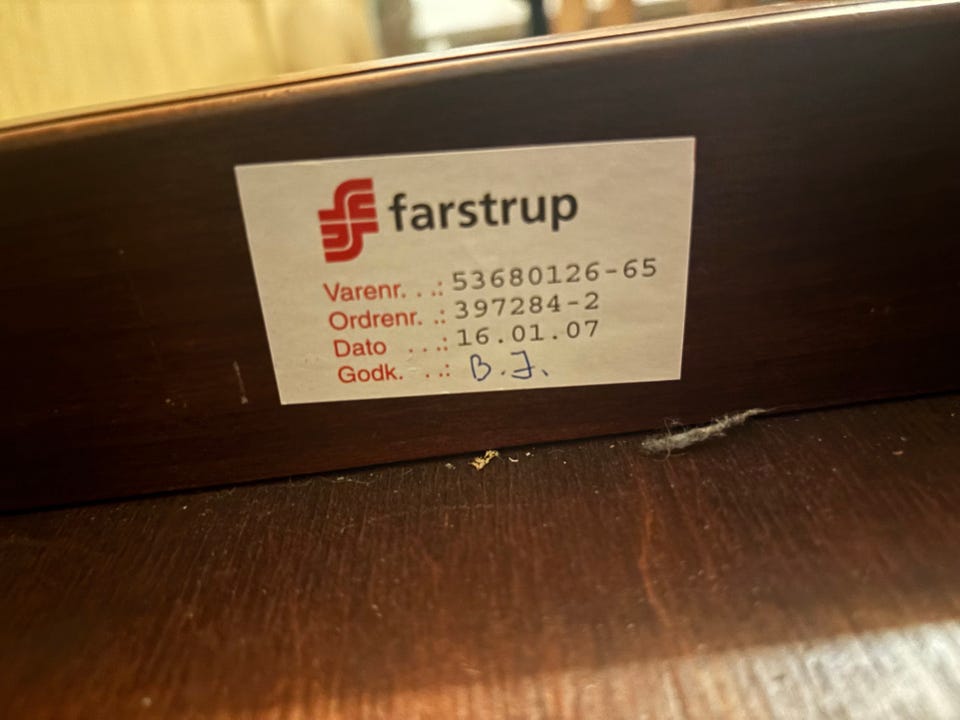 farstrup
Varenr. . .: 53680126-65
Ordrenr. .: 397284-2
Dato . . .: 16.01.07
Godk. . .: B.J.